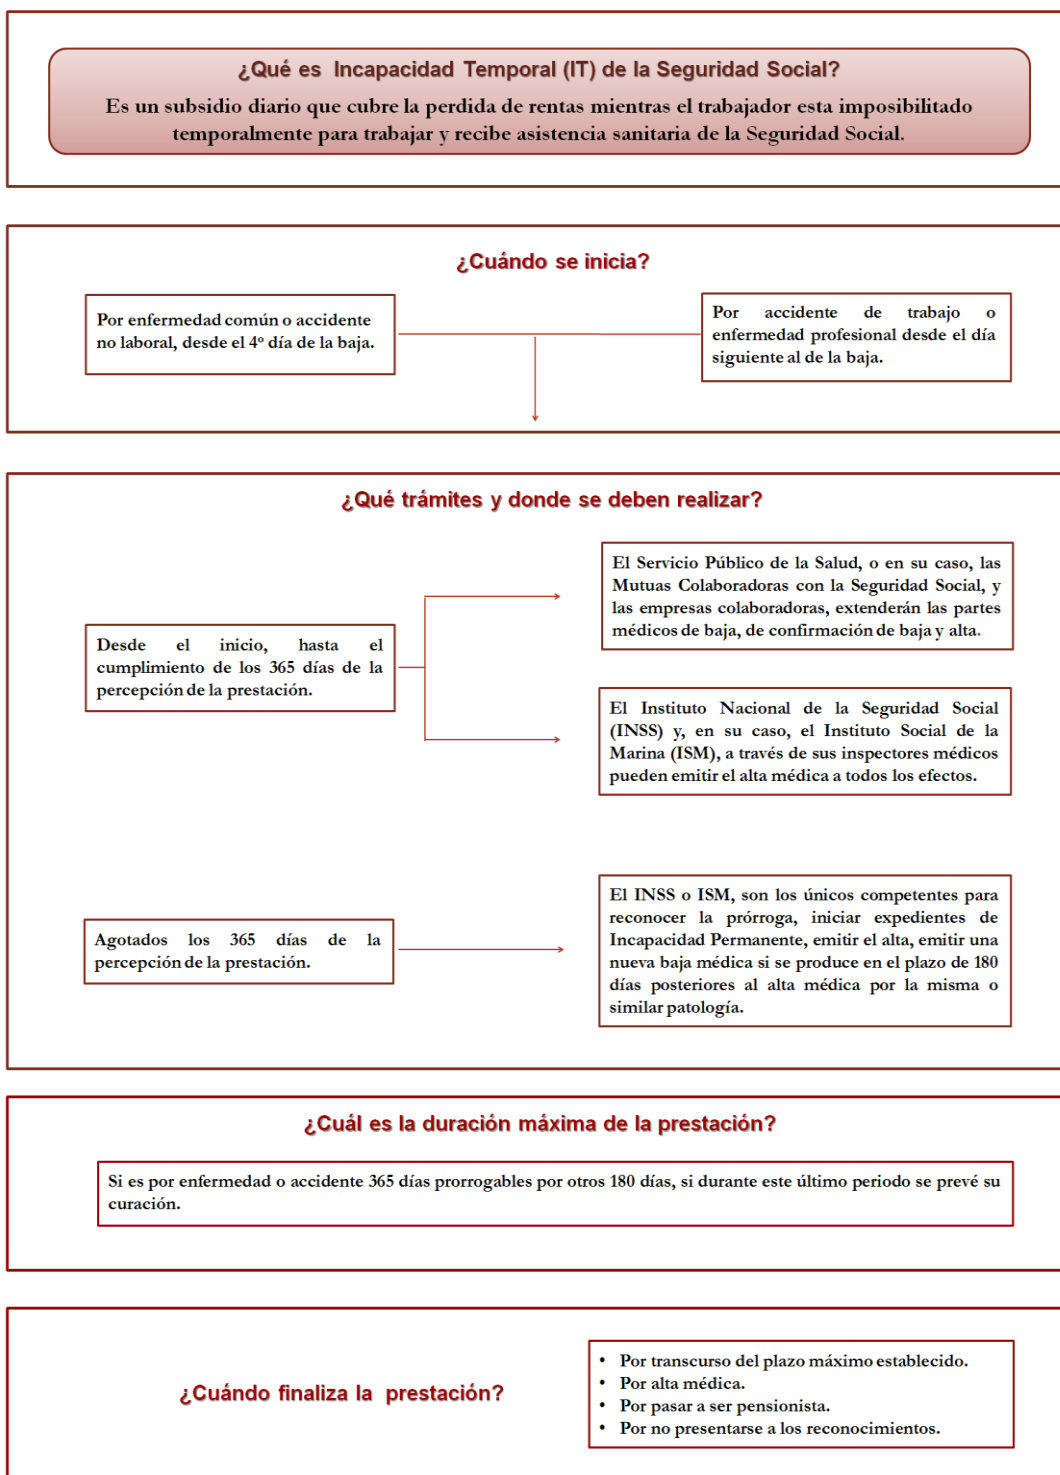 ¿Qué es Incapacidad Temporal (IT) de la Seguridad Social?
Es un subsidio diario que cubre la perdida de rentas mientras el trabajador esta imposibilitado
temporalmente para trabajar y recibe asistencia sanitaria de la Seguridad Social.
¿Cuándo se inicia?
Por enfermedad común o accidente
no laboral, desde el 4º día de la baja.
Por accidente de trabajo o
enfermedad profesional desde el día
siguiente al de la baja.
¿Qué trámites y donde se deben realizar?
Desde el inicio, hasta el
cumplimiento de los 365 días de la
percepción de la prestación.
El Servicio Público de la Salud, o en su caso, las
Mutuas Colaboradoras con la Seguridad Social, y
las empresas colaboradoras, extenderán las partes
médicos de baja, de confirmación de baja y alta.
El Instituto Nacional de la Seguridad Social
(INSS) y, en su caso, el Instituto Social de la
Marina (ISM), a través de sus inspectores médicos
pueden emitir el alta médica a todos los efectos.
Agotados los 365 días de la
percepción de la prestación.
El INSS o ISM, son los únicos competentes para
reconocer la prórroga, iniciar expedientes de
Incapacidad Permanente, emitir el alta, emitir una
nueva baja médica si se produce en el plazo de 180
días posteriores al alta médica por la misma o
similar patología.
¿Cuál es la duración máxima de la prestación?
Si es por enfermedad o accidente 365 días prorrogables por otros 180 días, si durante este último periodo se prevé su
curación.
¿Cuándo finaliza la prestación?
• Por transcurso del plazo máximo establecido.
• Por alta médica.
• Por pasar a ser pensionista.
• Por no presentarse a los reconocimientos.